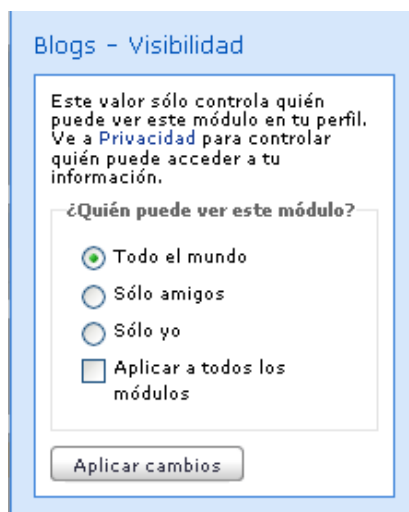 Blogs - Visibilidad
Este valor sólo controla quién
puede ver este módulo en tu perfil.
Ve a Privacidad para controlar
quién puede acceder a tu
información.
¿Quién puede ver este módulo?
Todo el mundo
Sólo amigos
Sólo yo
Aplicar a todos los
módulos
Aplicar cambios